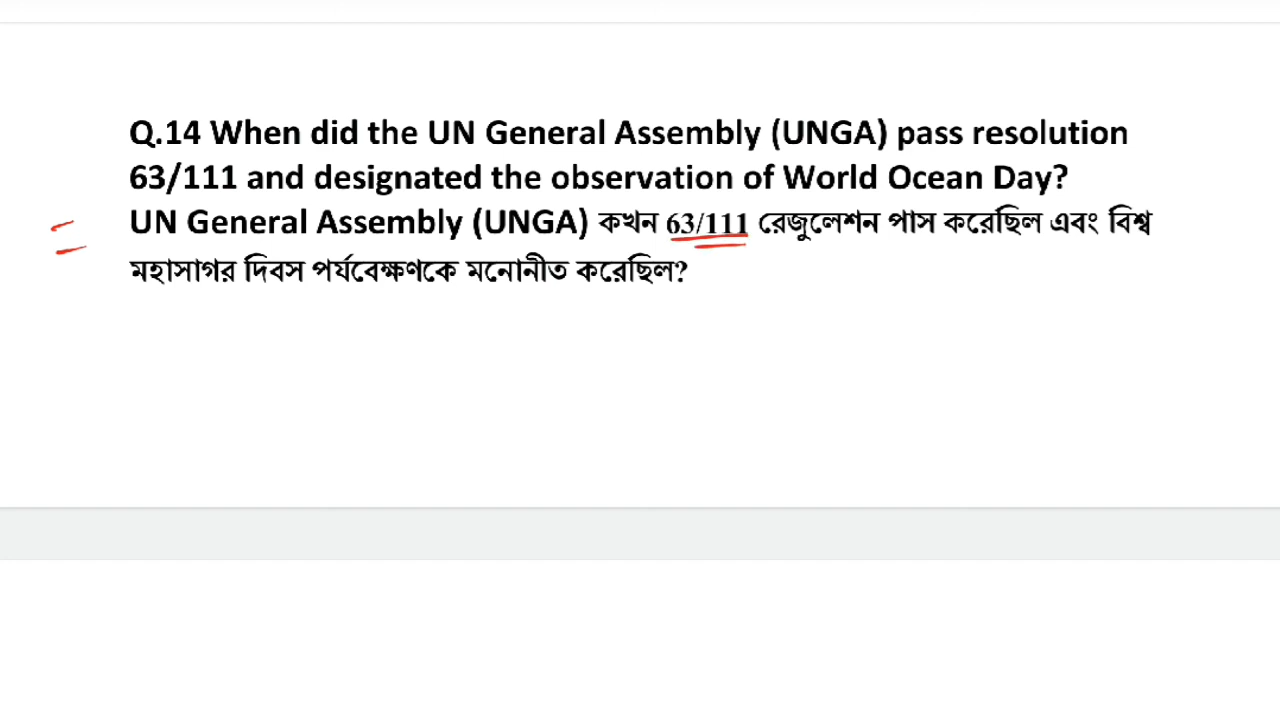 Q.14 When did the UN General Assembly (UNGA) pass resolution
63/111 and designated the observation of World Ocean Day?
UN General Assembly (UNGA) কখন 63/111 রেজুলেশন পাস করেছিল এবং বিশ্ব
মহাসাগর দিবস পর্যবেক্ষণকে মনোনীত করেছিল?